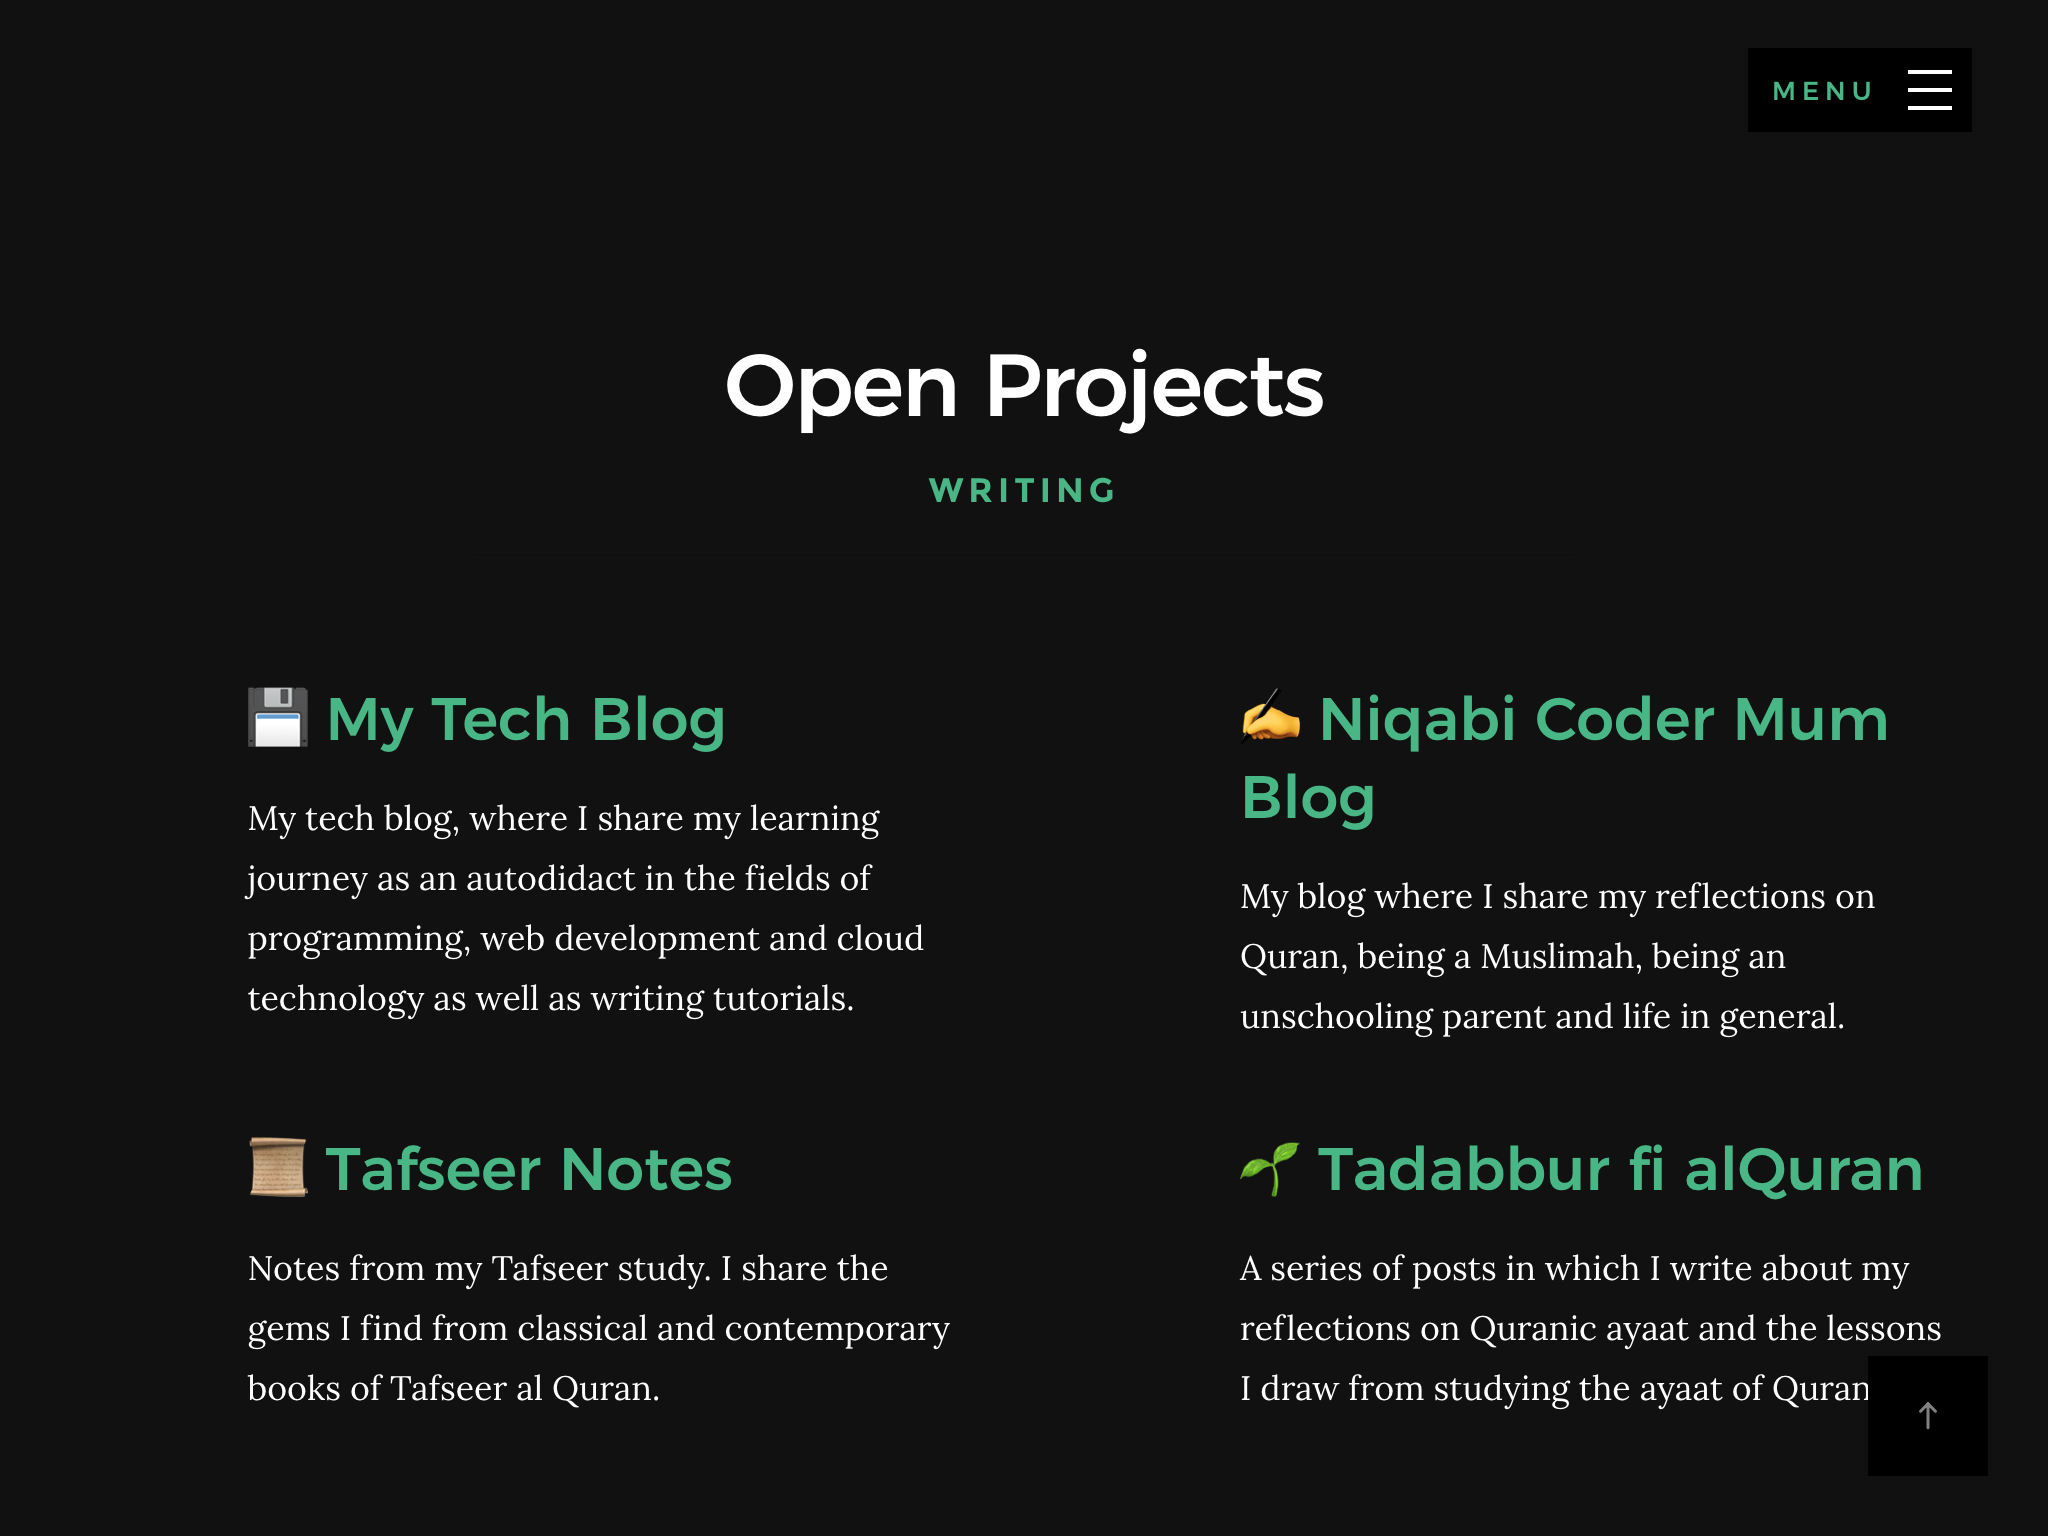 MENU
Open Projects
WRITING
My Tech Blog
My tech blog, where I share my learning
journey as an autodidact in the fields of
programming, web development and cloud
technology as well as writing tutorials.
Niqabi Coder Mum
Blog
My blog where I share my reflections on
Quran, being a Muslimah, being an
unschooling parent and life in general.
Tafseer Notes
Notes from my Tafseer study. I share the
gems I find from classical and contemporary
books of Tafseer al Quran.
Tadabbur fi alQuran
A series of posts in which I write about my
reflections on Quranic ayaat and the lessons
I draw from studying the ayaat of Quran